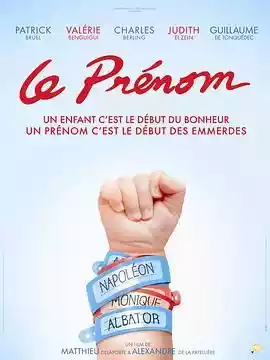 PATRICK BRUEL
VALÉRIE BENGUIGUI
CHARLES BERLING
JUDITH EL ZEIN
GUILLAUME DE TONQUÉDEC
Le Prénom
UN ENFANT C'EST LE DÉBUT DU BONHEUR
UN PRÉNOM C'EST LE DÉBUT DES EMMERDES
NAPOLÉON
MONIQUE
ALBATOR
UN FILM DE
MATTHIEU DELAPORTE & ALEXANDRE DE LA PATELLIÈRE